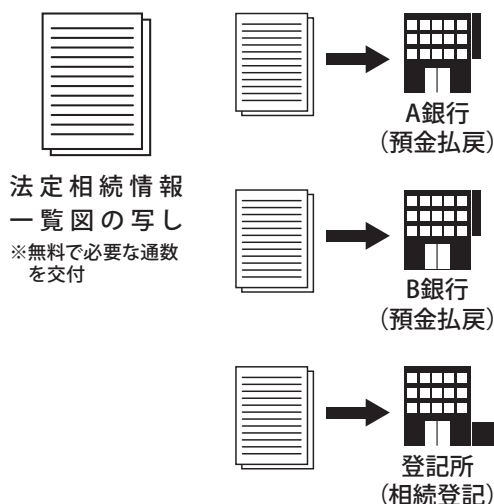 法定相続情報
一覧図の写し
※無料で必要な通数
を交付
A銀行
（預金払戻）
B銀行
（預金払戻）
登記所
（相続登記）